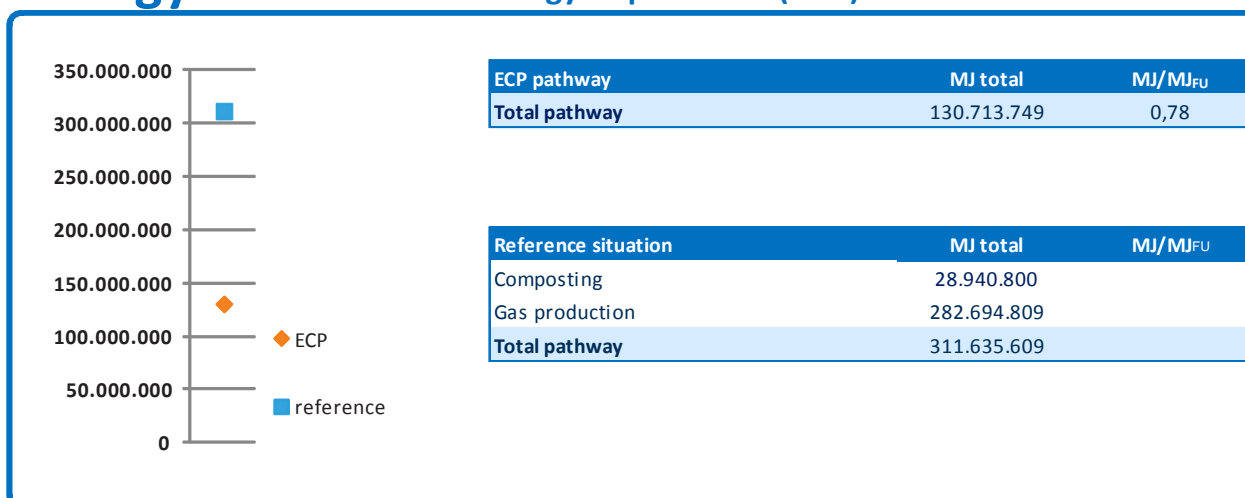 350.000.000
300.000.000
250.000.000
200.000.000
150.000.000
100.000.000
50.000.000
0
ECP
reference
ECP pathway MJ total MJ/MJFU
Total pathway 130.713.749 0,78
Reference situation MJ total MJ/MJFU
Composting 28.940.800
Gas production 282.694.809
Total pathway 311.635.609